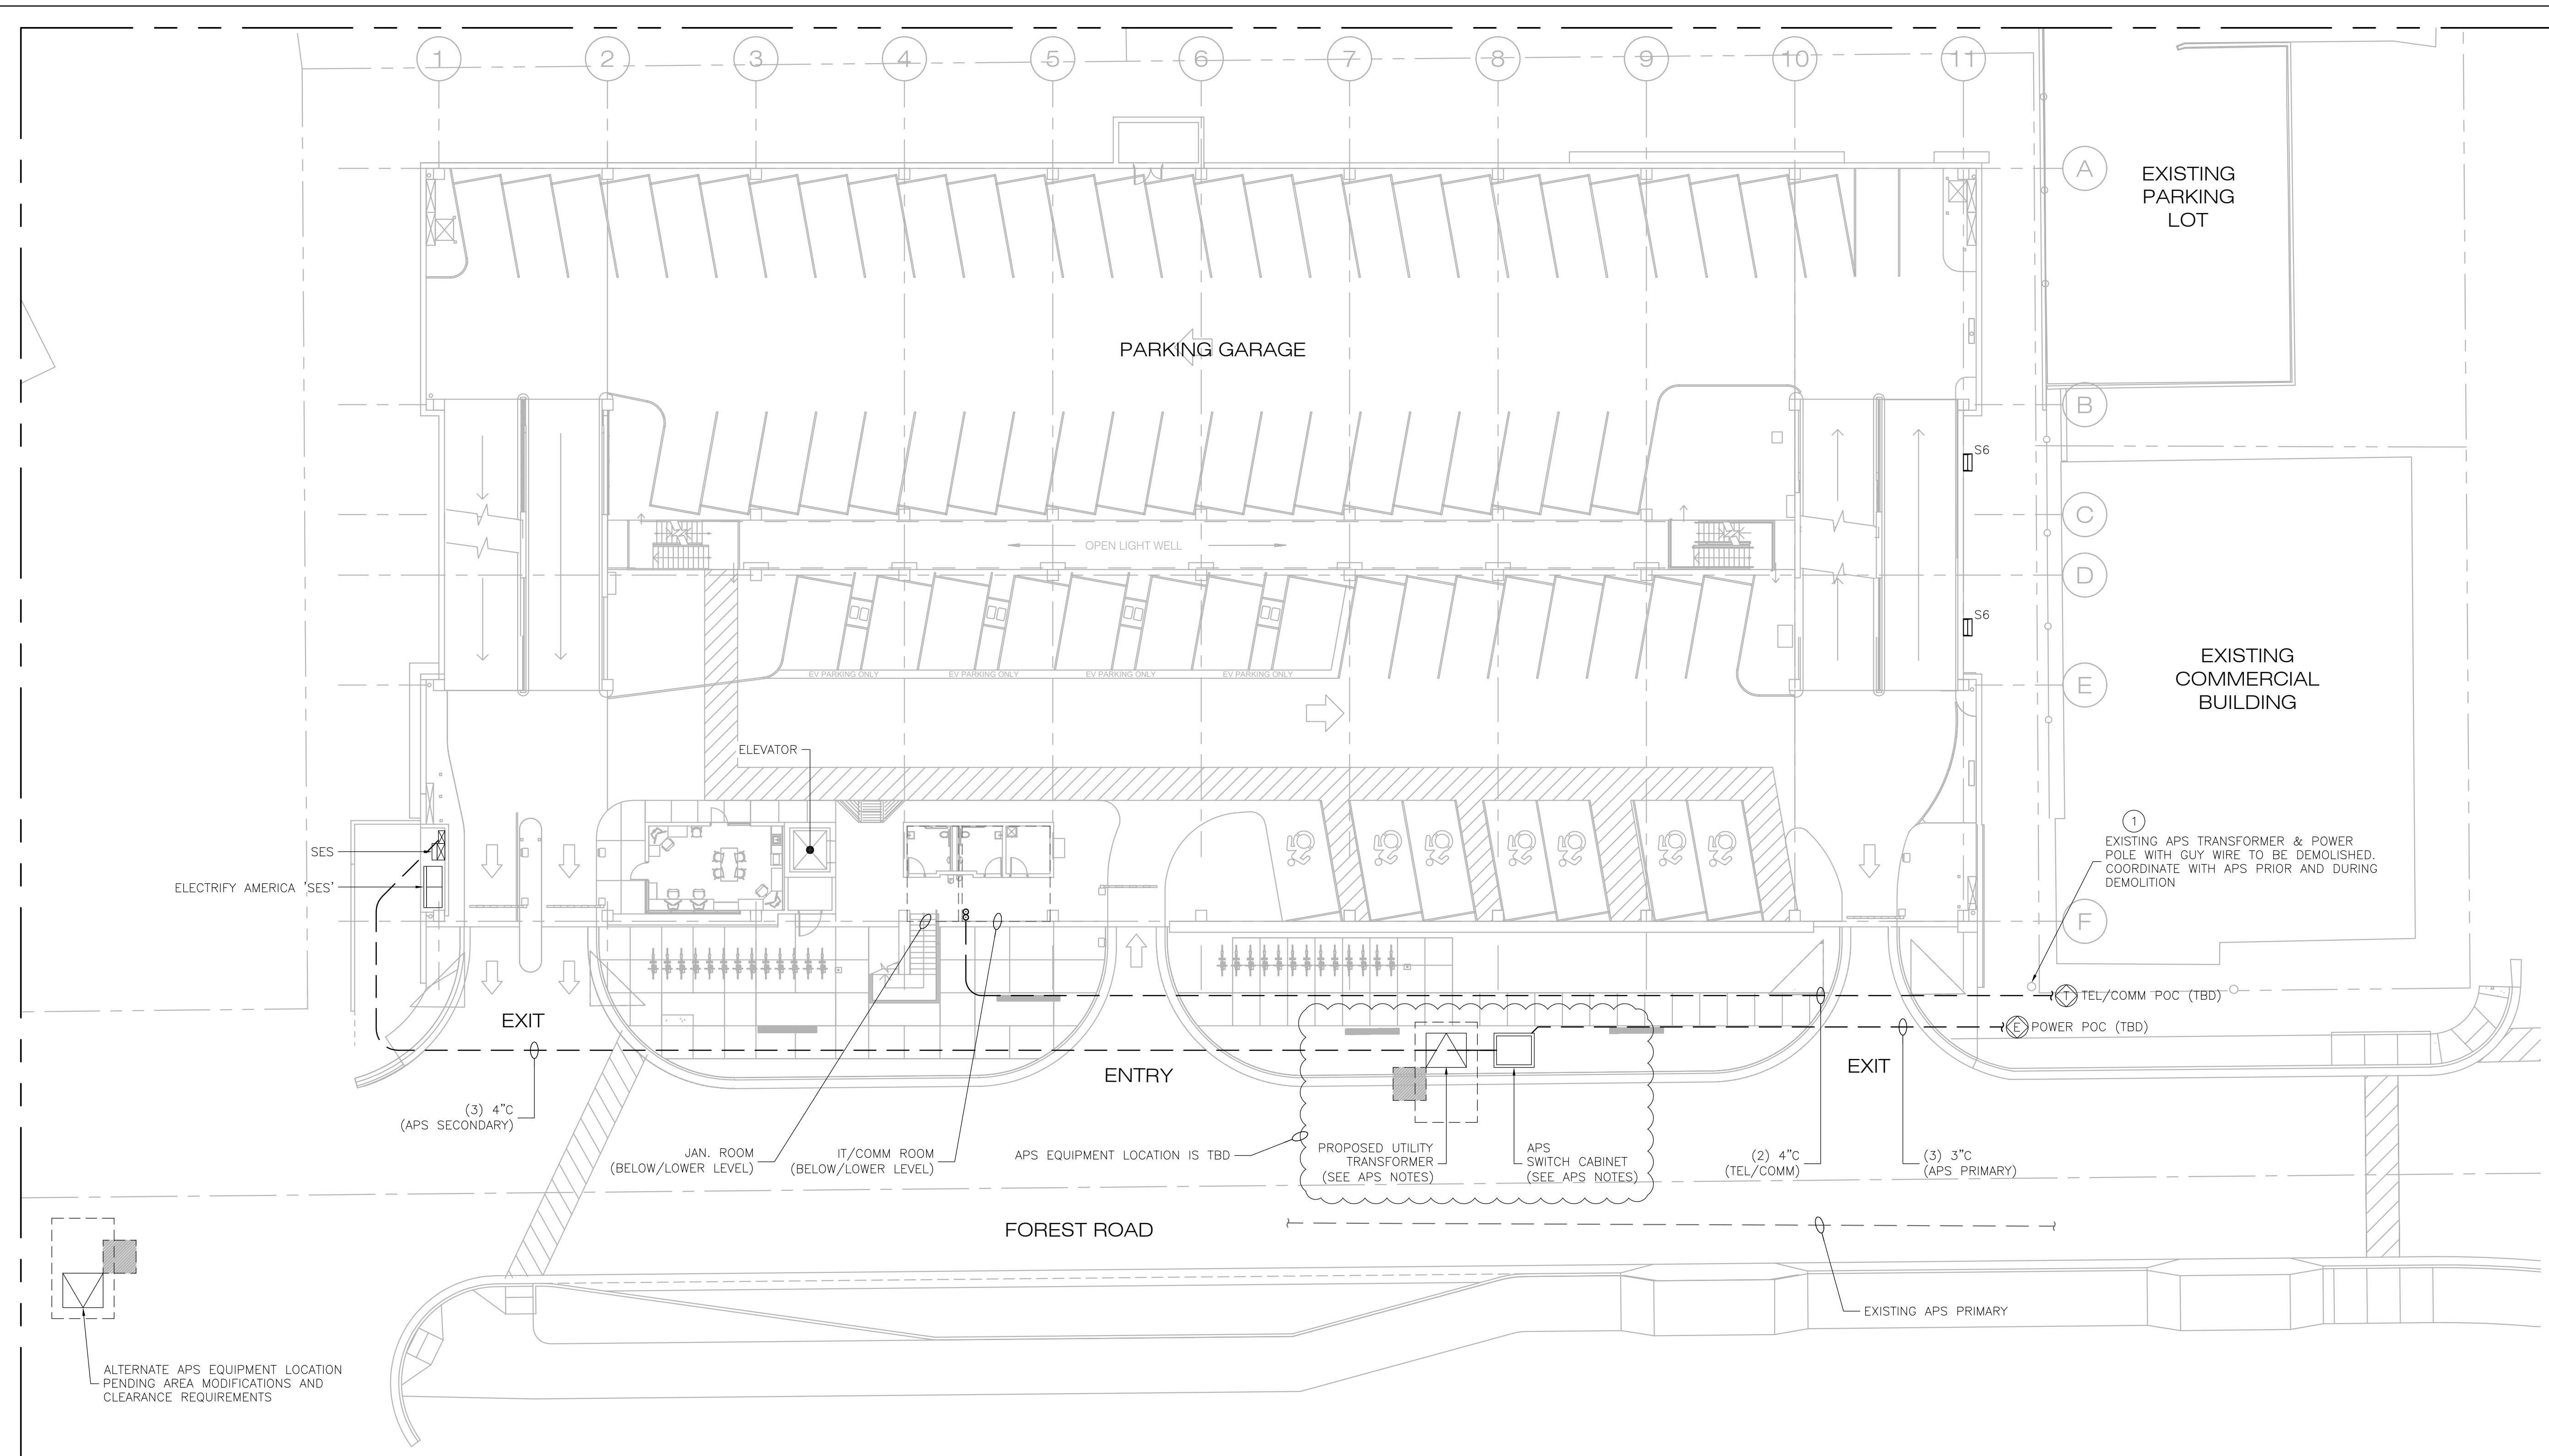 1
2
3
4
5
6
7
8
9
10
11
A
EXISTING
PARKING
LOT
PARKING GARAGE
B
S6
C
OPEN LIGHT WELL
D
S6
EXISTING
COMMERCIAL
BUILDING
EV PARKING ONLY
EV PARKING ONLY
EV PARKING ONLY
EV PARKING ONLY
E
ELEVATOR
1
EXISTING APS TRANSFORMER & POWER
POLE WITH GUY WIRE TO BE DEMOLISHED.
COORDINATE WITH APS PRIOR AND DURING
DEMOLITION
SES
ELECTRIFY AMERICA 'SES'
F
T TEL/COMM POC (TBD)
EXIT
E POWER POC (TBD)
ENTRY
EXIT
(3) 4"C
(APS SECONDARY)
JAN. ROOM
(BELOW/LOWER LEVEL)
IT/COMM ROOM
(BELOW/LOWER LEVEL)
APS EQUIPMENT LOCATION IS TBD
PROPOSED UTILITY
TRANSFORMER
(SEE APS NOTES)
APS
SWITCH CABINET
(SEE APS NOTES)
(2) 4"C
(TEL/COMM)
(3) 3"C
(APS PRIMARY)
FOREST ROAD
EXISTING APS PRIMARY
ALTERNATE APS EQUIPMENT LOCATION
PENDING AREA MODIFICATIONS AND
CLEARANCE REQUIREMENTS